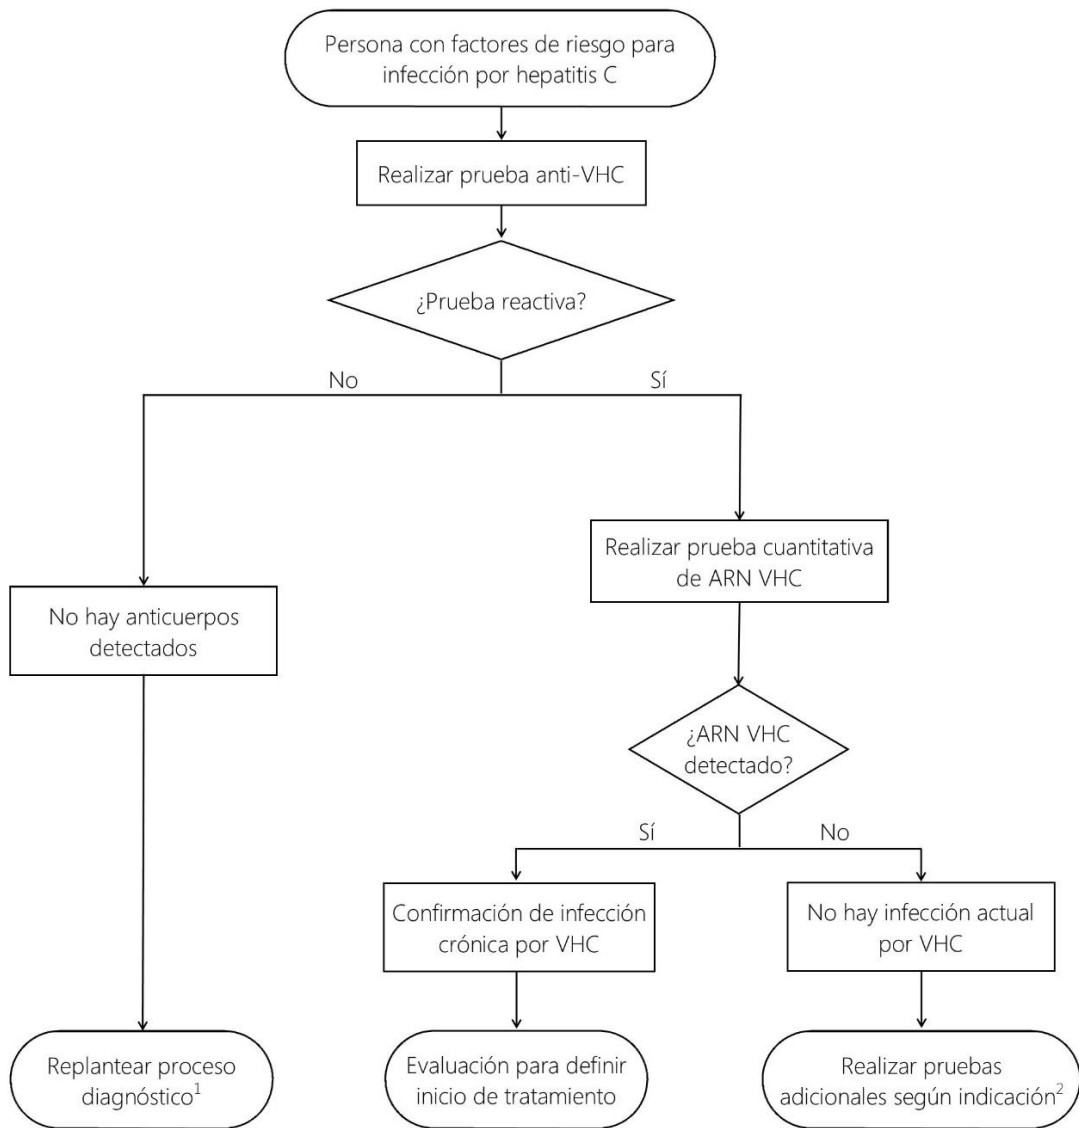 Persona con factores de riesgo para
infección por hepatitis C
Realizar prueba anti-VHC
¿Prueba reactiva?
No
Sí
Realizar prueba cuantitativa
de ARN VHC
No hay anticuerpos
detectados
¿ARN VHC
detectado?
Sí
No
Confirmación de infección
crónica por VHC
No hay infección actual
por VHC
Replantear proceso
diagnóstico¹
Evaluación para definir
inicio de tratamiento
Realizar pruebas
adicionales según indicación²